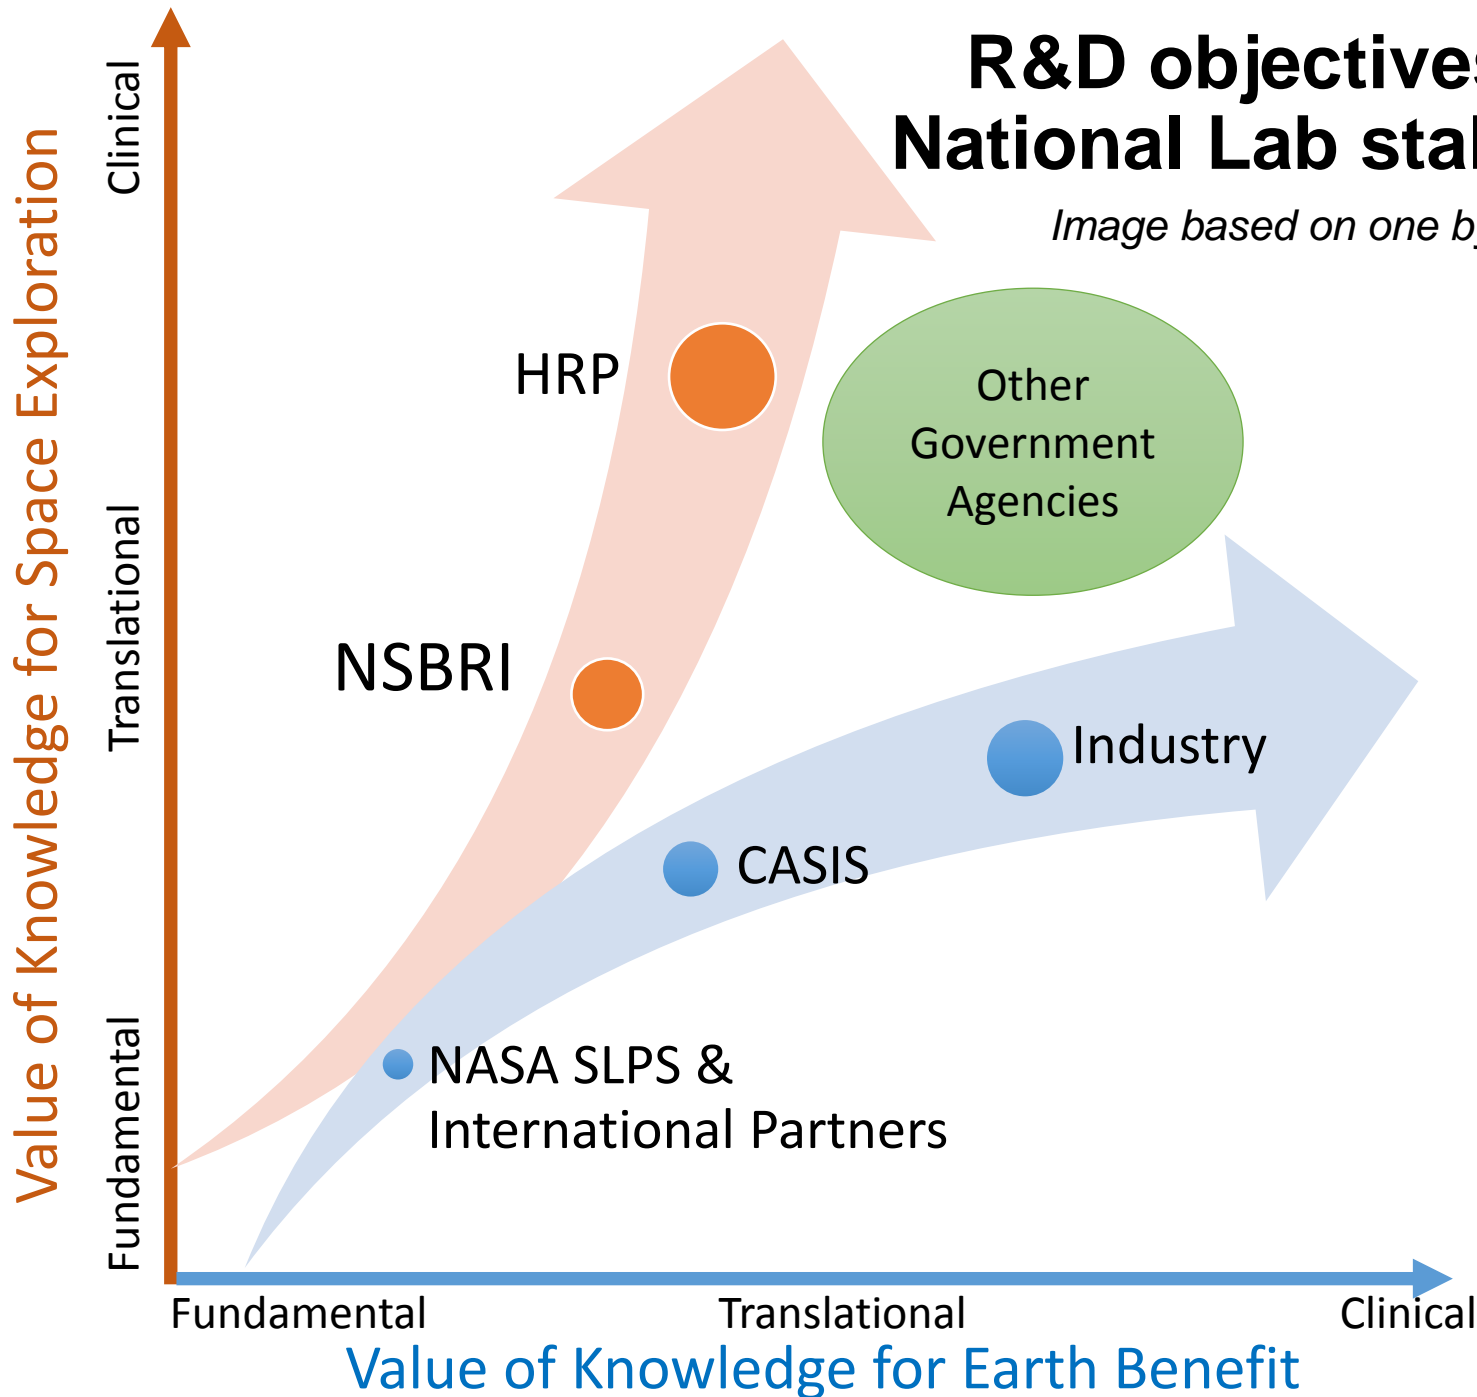 R&D objectives
National Lab
Image based on one
Clinical
Translational
Fundamental
Value of Knowledge for Space Exploration
HRP
Other
Government
Agencies
NSBRI
Industry
CASIS
NASA SLPS &
International Partners
Fundamental
Translational
Clinical
Value of Knowledge for Earth Benefit